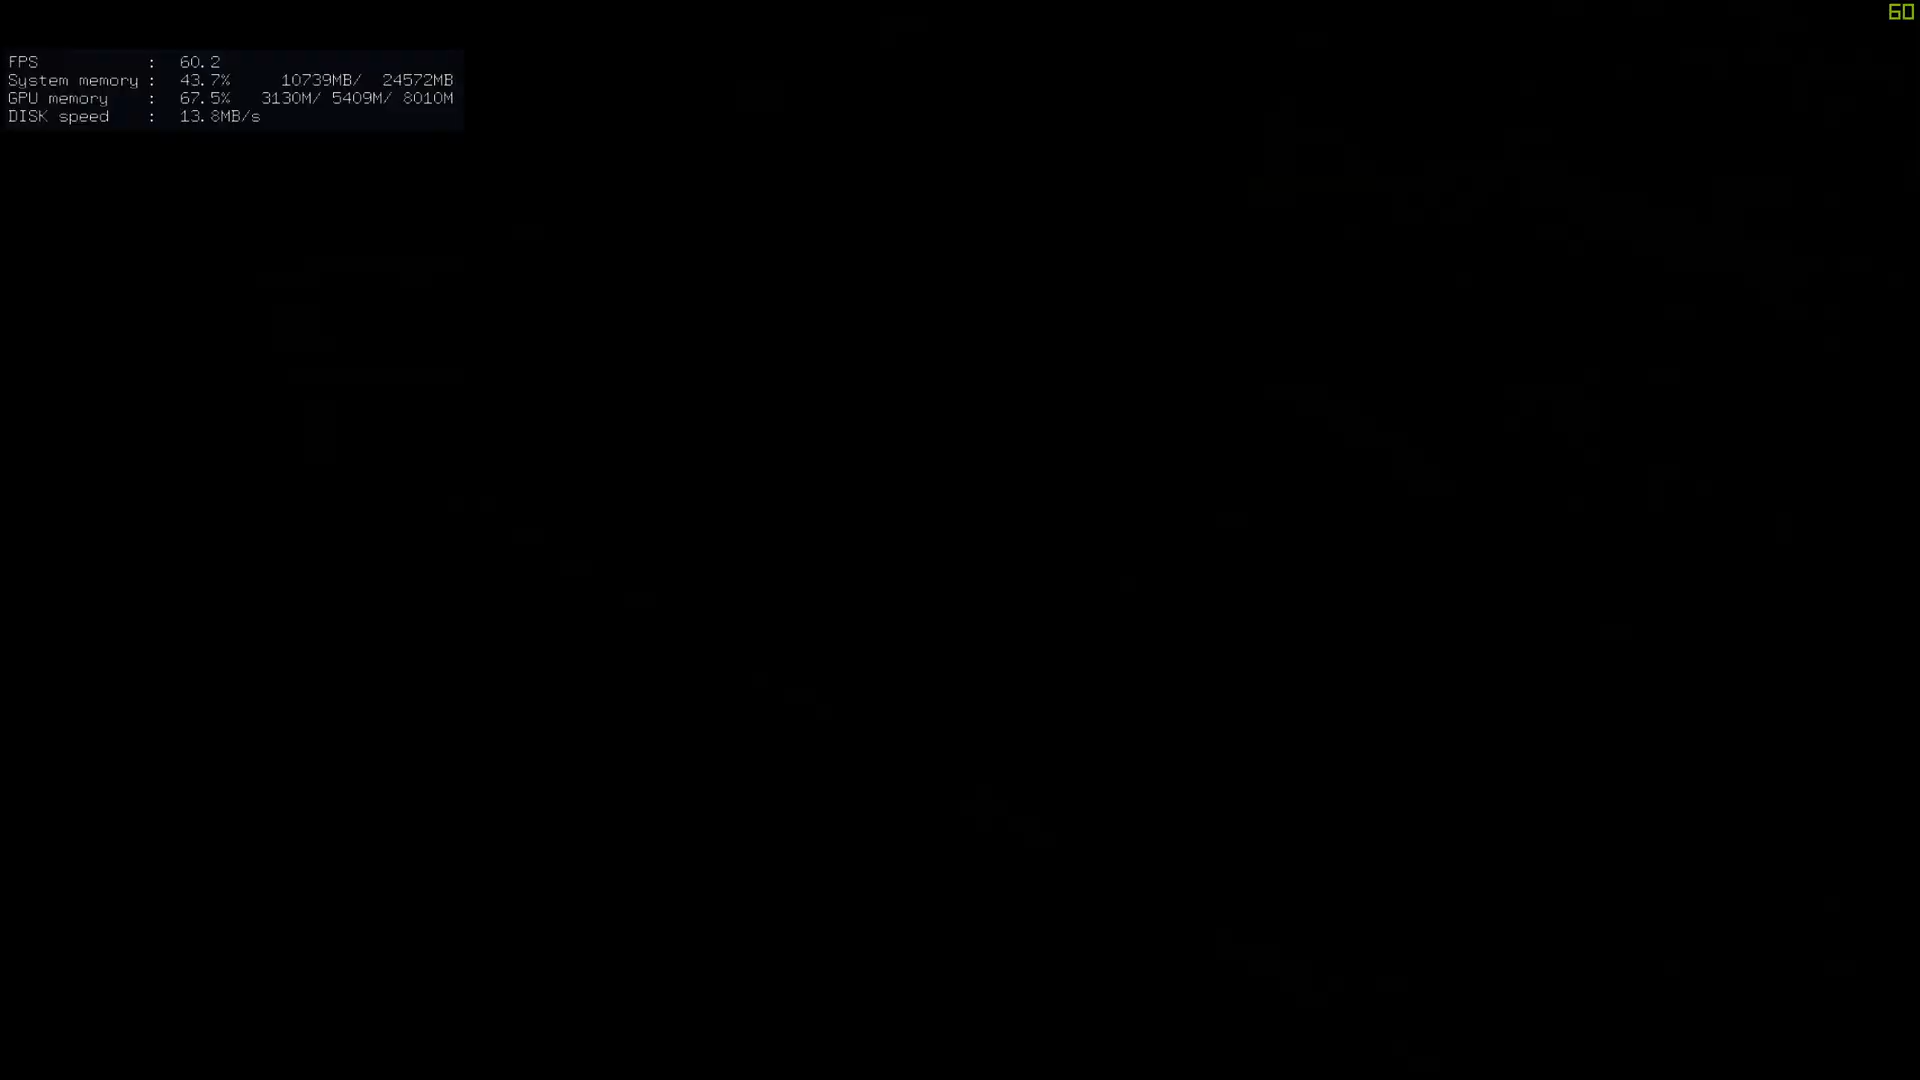 60
FPS : 60.2
System memory : 43.7% 10739MB/ 24572MB
GPU memory : 67.5% 3130M/ 5409M/ 8010M
DISK speed : 13.8MB/s